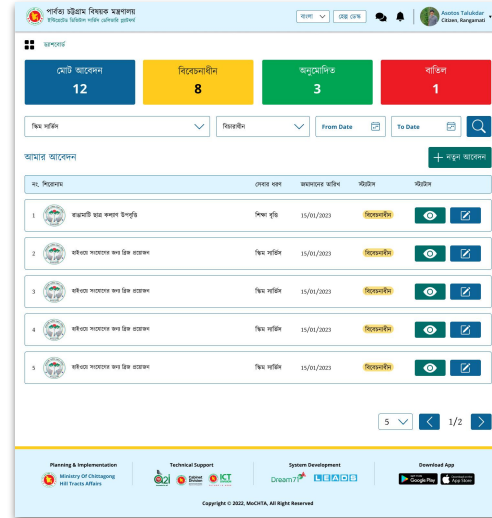 পার্বত্য চট্টগ্রাম বিষয়ক মন্ত্রণালয়
ইন্টিগ্রেটেড ডিজিটাল সার্ভিস ডেলিভারি প্লাটফর্ম
বাংলা
হেল্প ডেস্ক
Asotos Talukdar
Citizen, Rangamati
ড্যাশবোর্ড
মোট আবেদন
12
বিবেচনাধীন
8
অনুমোদিত
3
বাতিল
1
স্কিম সার্ভিস
বিচারাধীন
From Date
To Date
আমার আবেদন
নতুন আবেদন
নং শিরোনাম সেবার ধরণ জমাদানের তারিখ স্ট্যাটাস স্ট্যাটাস
1 রাঙামাটি ছাত্র কল্যাণ উপবৃত্তি শিক্ষা বৃত্তি 15/01/2023 বিবেচনাধীন
2 হাইওয়ে সংযোগের জন্য ব্রিজ প্রয়োজন স্কিম সার্ভিস 15/01/2023 বিবেচনাধীন
3 হাইওয়ে সংযোগের জন্য ব্রিজ প্রয়োজন স্কিম সার্ভিস 15/01/2023 বিবেচনাধীন
4 হাইওয়ে সংযোগের জন্য ব্রিজ প্রয়োজন স্কিম সার্ভিস 15/01/2023 বিবেচনাধীন
5 হাইওয়ে সংযোগের জন্য ব্রিজ প্রয়োজন স্কিম সার্ভিস 15/01/2023 বিবেচনাধীন
5 1/2
Planning & Implementation
Ministry Of Chittagong
Hill Tracts Affairs
Technical Support
a2i
Cabinet
Division
ICT
System Development
Dream71
LEADS
Download App
Google Play
App Store
Copyright © 2022, MoCHTA, All Right Reserved